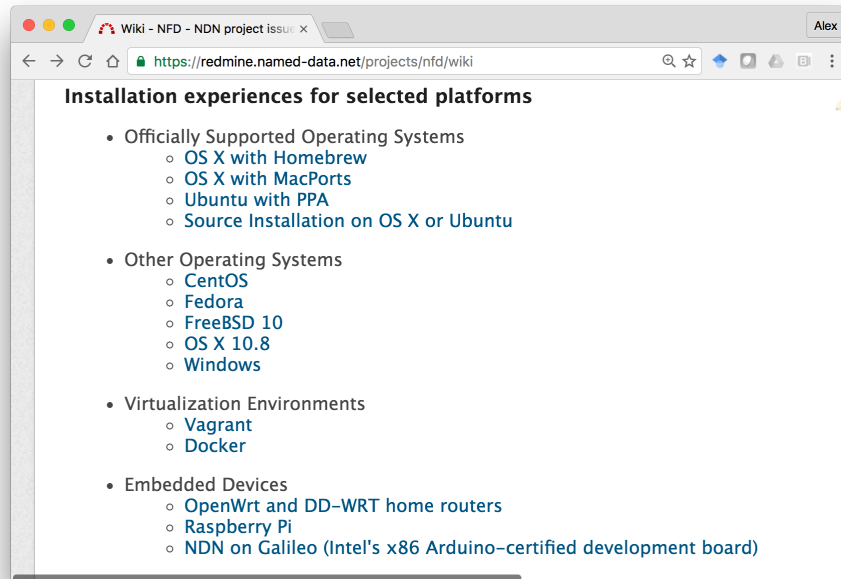 Wiki - NFD - NDN project issue
Alex
https://redmine.named-data.net/projects/nfd/wiki
Installation experiences for selected platforms
Officially Supported Operating Systems
OS X with Homebrew
OS X with MacPorts
Ubuntu with PPA
Source Installation on OS X or Ubuntu
Other Operating Systems
CentOS
Fedora
FreeBSD 10
OS X 10.8
Windows
Virtualization Environments
Vagrant
Docker
Embedded Devices
OpenWrt and DD-WRT home routers
Raspberry Pi
NDN on Galileo (Intel's x86 Arduino-certified development board)